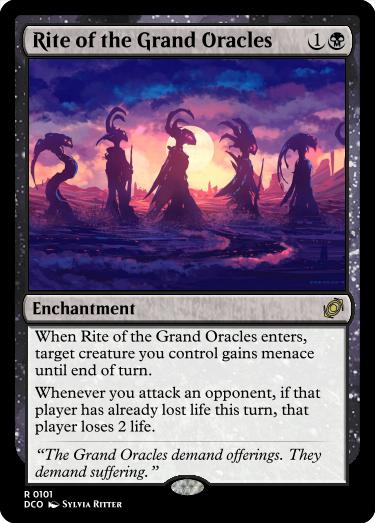 Rite of the Grand Oracles 1
Enchantment
When Rite of the Grand Oracles enters,
target creature you control gains menace
until end of turn.
Whenever you attack an opponent, if that
player has already lost life this turn, that
player loses 2 life.
“The Grand Oracles demand offerings. They
demand suffering.”
R 0101
DCO SYLVIA RITTER